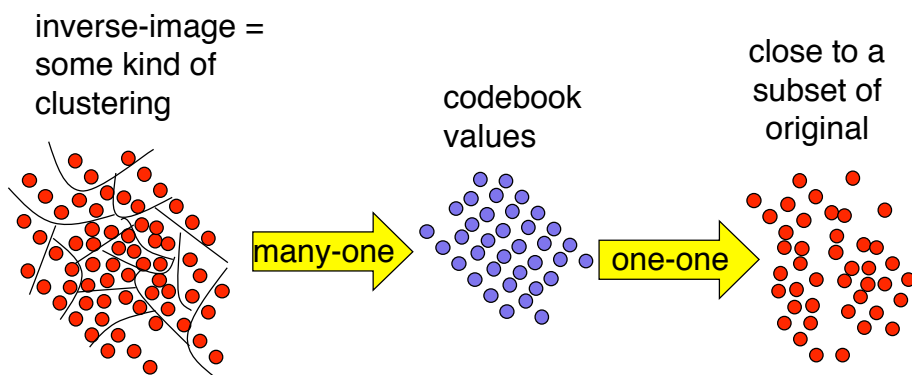 inverse-image =
some kind of
clustering
many-one
codebook
values
one-one
close to a
subset of
original